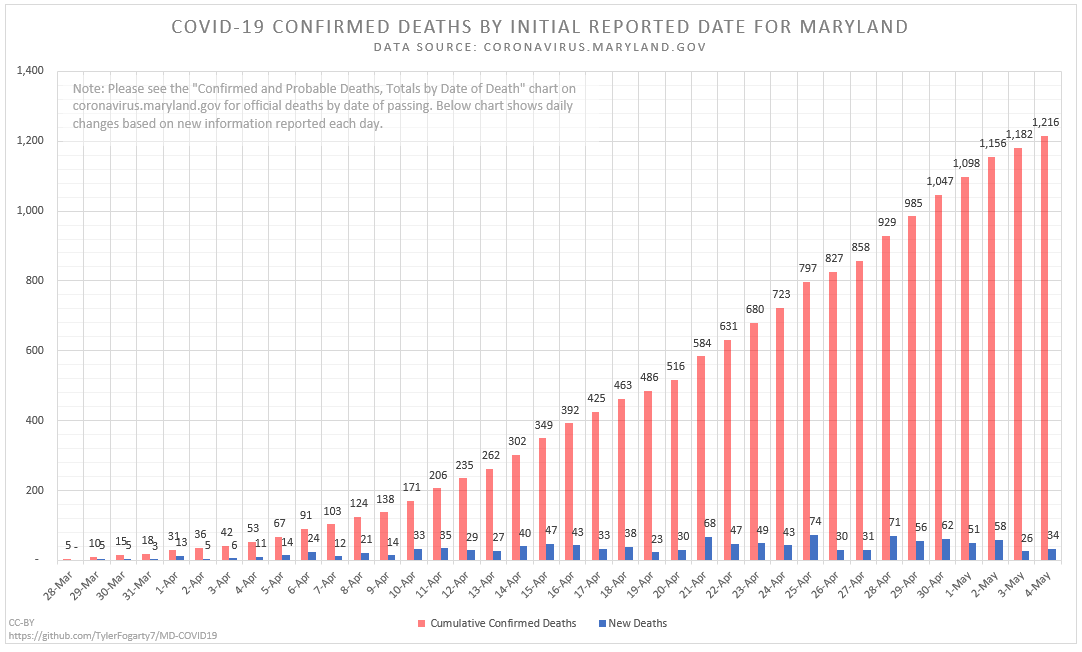 COVID-19 CONFIRMED DEATHS BY INITIAL REPORTED DATE FOR MARYLAND
DATA SOURCE: CORONAVIRUS.MARYLAND.GOV
Note: Please see the "Confirmed and Probable Deaths, Totals by Date of Death" chart on
coronavirus.maryland.gov for official deaths by date of passing. Below chart shows daily
changes based on new information reported each day.
1,400
1,200
1,000
800
600
400
200
-
5 10 15 18 31 36 42 53 67 91 103 124 138 171 206 235 262 302 349 392 425 463 486 516 584 631 680 723 797 827 858 929 985 1,047 1,098 1,156 1,182 1,216
- 5 5 3 13 5 6 11 14 24 12 21 14 33 35 29 27 40 47 43 33 38 23 30 68 47 49 43 74 30 31 71 56 62 51 58 26 34
28-Mar 29-Mar 30-Mar 31-Mar 1-Apr 2-Apr 3-Apr 4-Apr 5-Apr 6-Apr 7-Apr 8-Apr 9-Apr 10-Apr 11-Apr 12-Apr 13-Apr 14-Apr 15-Apr 16-Apr 17-Apr 18-Apr 19-Apr 20-Apr 21-Apr 22-Apr 23-Apr 24-Apr 25-Apr 26-Apr 27-Apr 28-Apr 29-Apr 30-Apr 1-May 2-May 3-May 4-May
Cumulative Confirmed Deaths New Deaths
CC-BY
https://github.com/TylerFogarty7/MD-COVID19